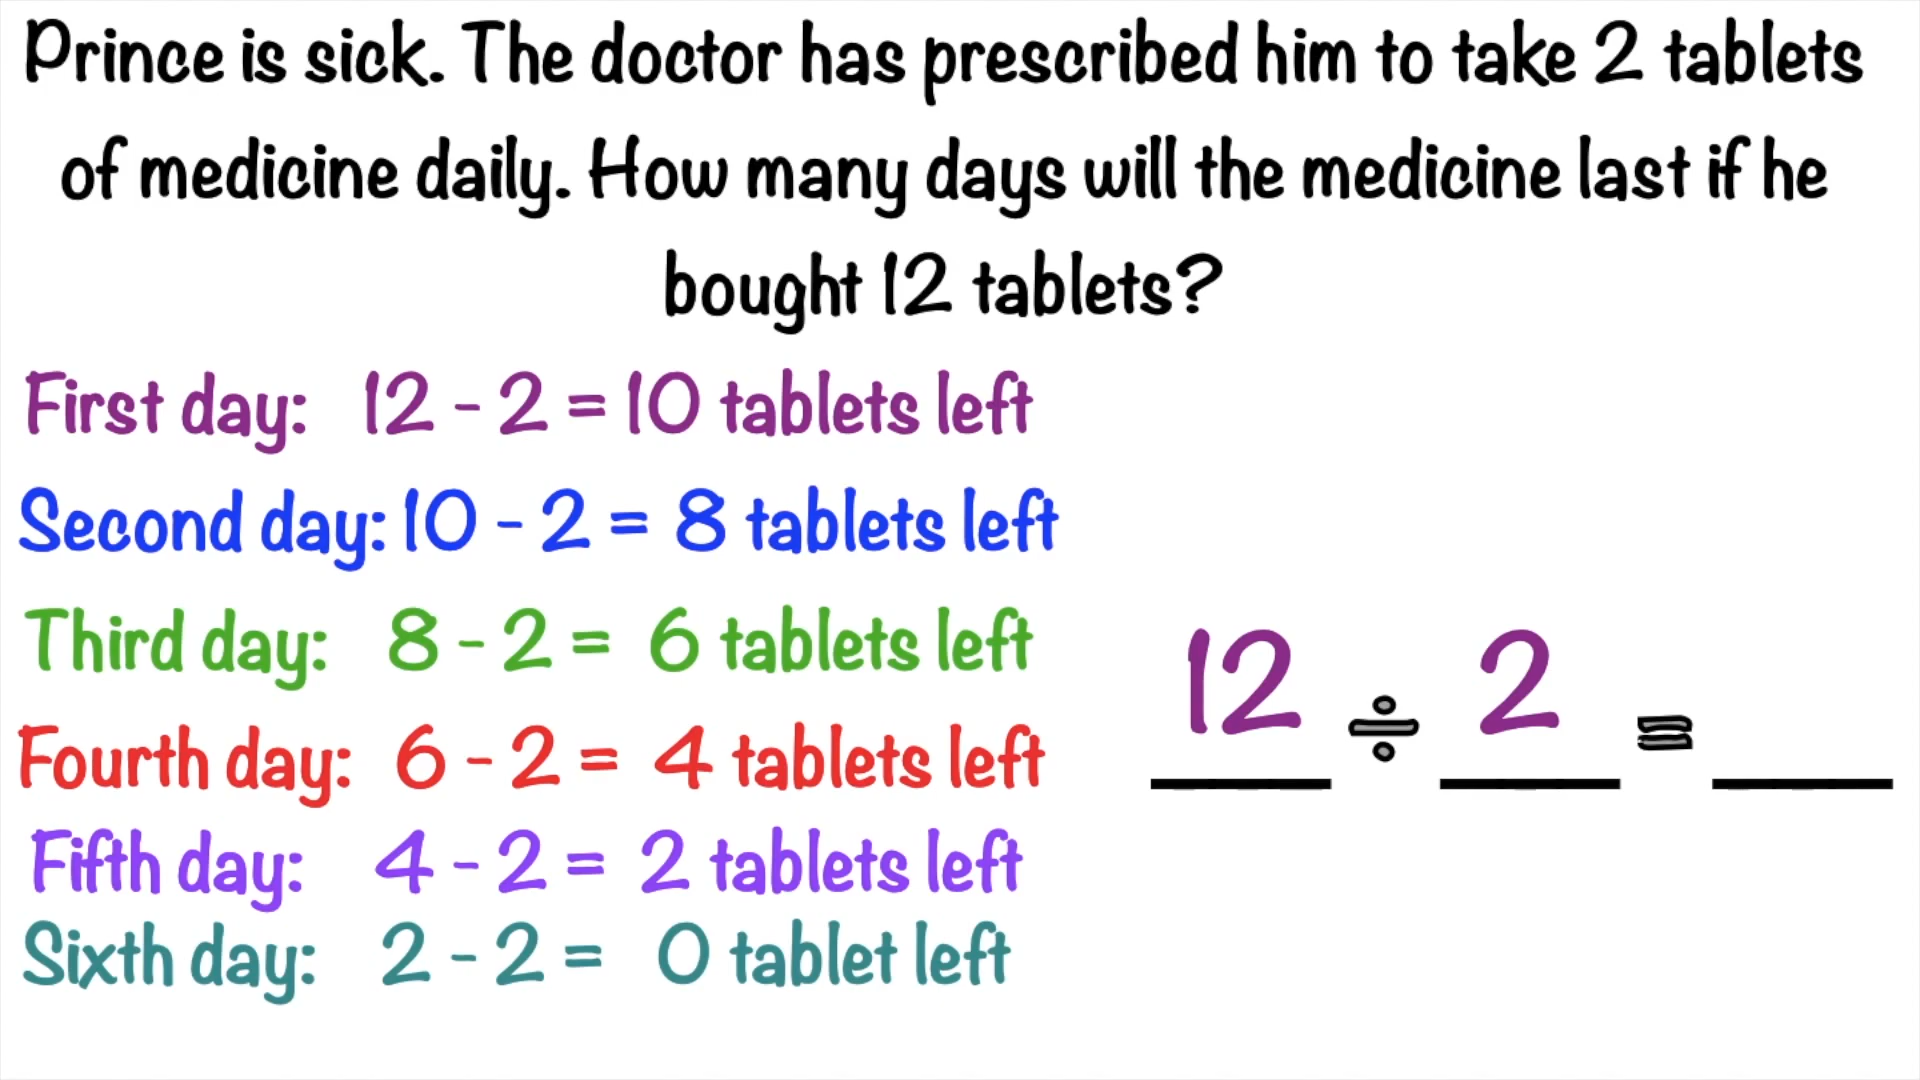 Prince is sick. The doctor has prescribed him to take 2 tablets
of medicine daily. How many days will the medicine last if he
bought 12 tablets?
First day: 12 - 2 = 10 tablets left
Second day: 10 - 2 = 8 tablets left
Third day: 8 - 2 = 6 tablets left
Fourth day: 6 - 2 = 4 tablets left
Fifth day: 4 - 2 = 2 tablets left
Sixth day: 2 - 2 = 0 tablet left
12 ÷ 2 = ___